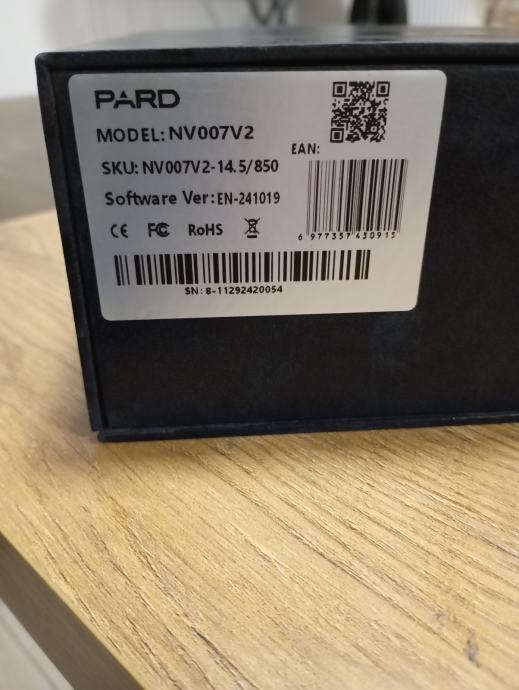 PARD
MODEL: NV007V2
EAN:
SKU: NV007V2-14.5/850
Software Ver: EN-241019
CE FC RoHS
6 977357 430915
SN: 8-11292420054